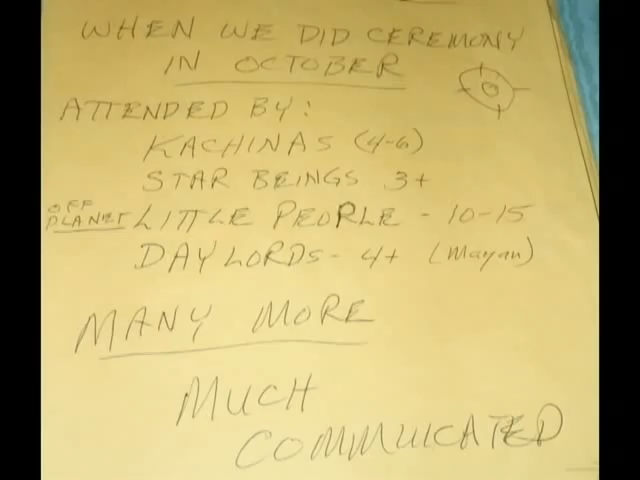 WHEN WE DID CEREMONY
IN OCTOBER
ATTENDED BY:
KACHINAS (4-6)
STAR BEINGS 3+
OFF PLANET LITTLE PEOPLE - 10-15
DAYLORDS - 4+ (Mayan)
MANY MORE
MUCH
COMMUICATED